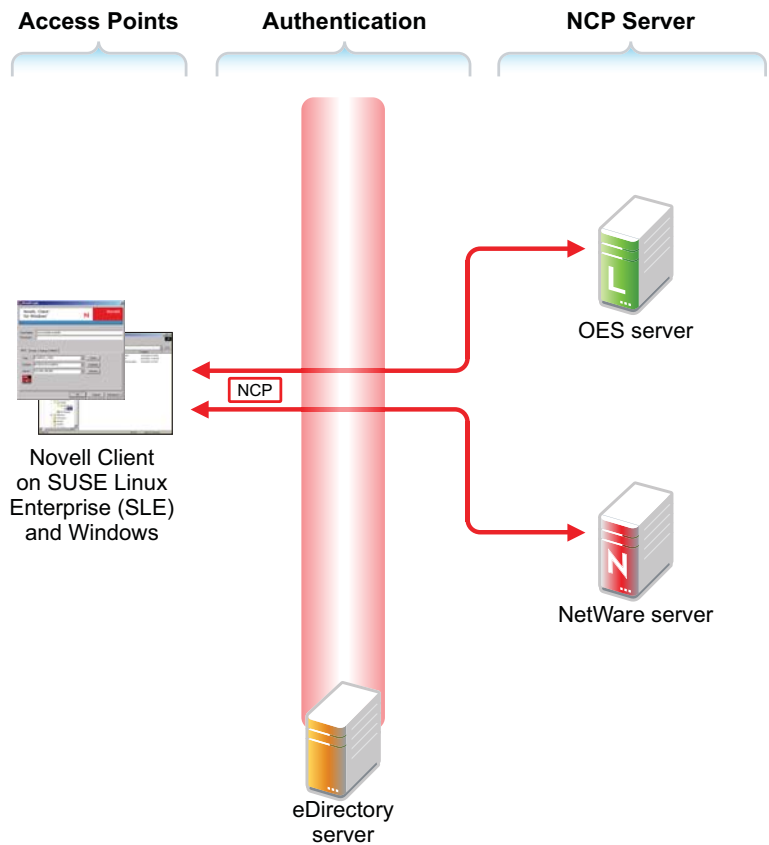 Access Points
Authentication
NCP Server
OES server
NCP
Novell Client
on SUSE Linux
Enterprise (SLE)
and Windows
L
N
NetWare server
eDirectory
server